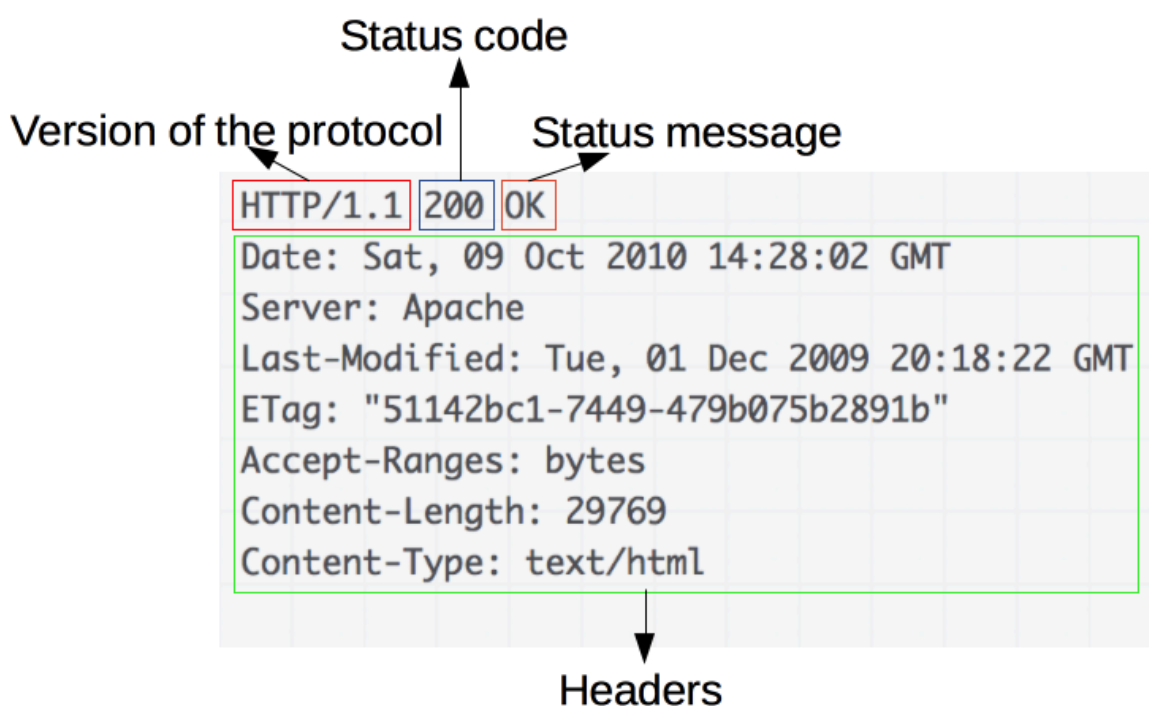 Status code
Version of the protocol
Status message
HTTP/1.1 200 OK
Date: Sat, 09 Oct 2010 14:28:02 GMT
Server: Apache
Last-Modified: Tue, 01 Dec 2009 20:18:22 GMT
ETag: "51142bc1-7449-479b075b2891b"
Accept-Ranges: bytes
Content-Length: 29769
Content-Type: text/html
Headers